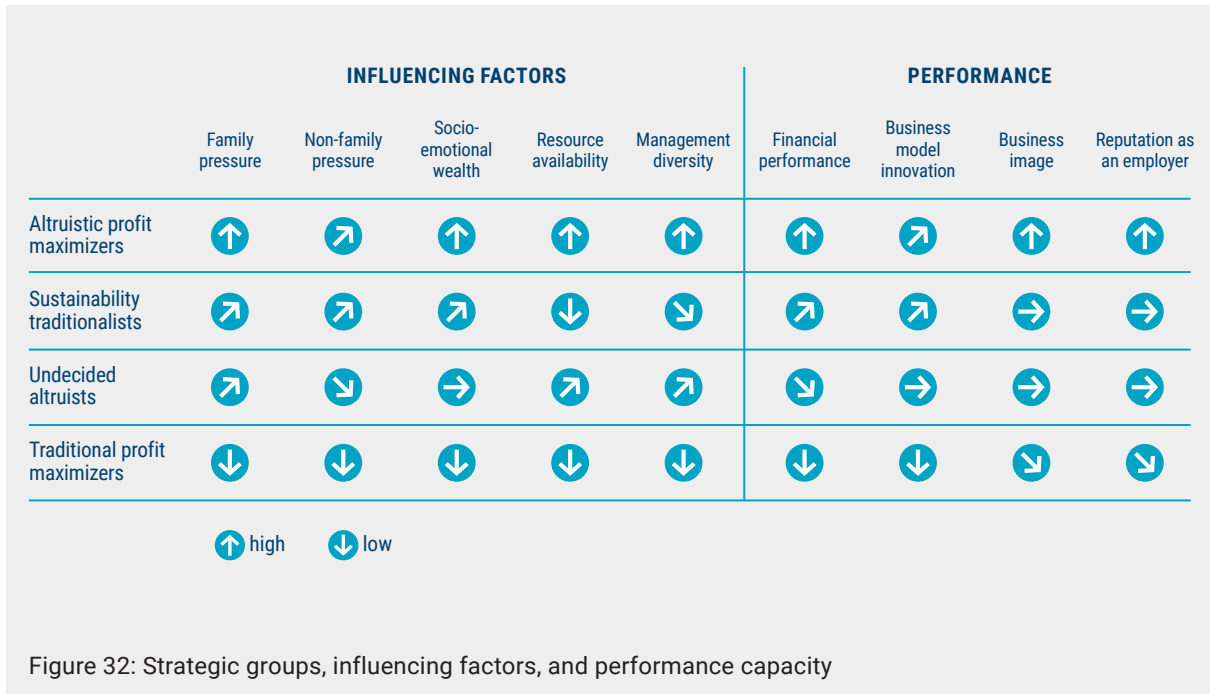 INFLUENCING FACTORS
PERFORMANCE
Family
pressure
Non-family
pressure
Socio-
emotional
wealth
Resource
availability
Management
diversity
Financial
performance
Business
model
innovation
Business
image
Reputation as
an employer
Altruistic profit
maximizers
Sustainability
traditionalists
Undecided
altruists
Traditional profit
maximizers
high
low
Figure 32: Strategic groups, influencing factors, and performance capacity